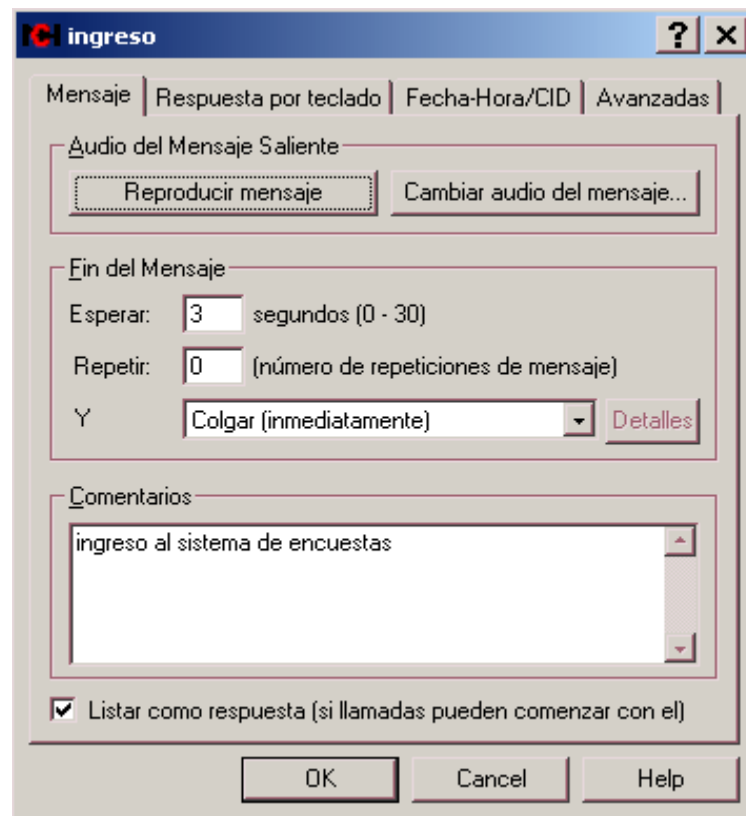 NCH ingreso
Mensaje Respuesta por teclado Fecha-Hora/CID Avanzadas
Audio del Mensaje Saliente
Reproducir mensaje Cambiar audio del mensaje...
Fin del Mensaje
Esperar: 3 segundos (0 - 30)
Repetir: 0 (número de repeticiones de mensaje)
Y Colgar (inmediatamente) Detalles
Comentarios
ingreso al sistema de encuestas
Listar como respuesta (si llamadas pueden comenzar con el)
OK Cancel Help